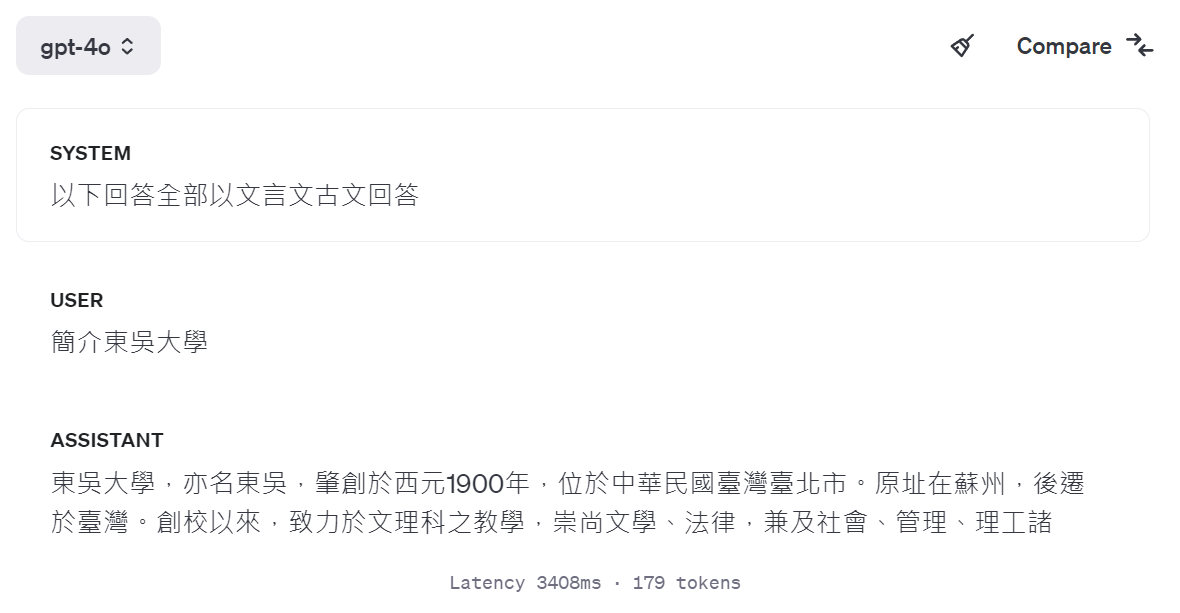 gpt-4o
Compare
SYSTEM
以下回答全部以文言文古文回答
USER
簡介東吳大學
ASSISTANT
東吳大學，亦名東吳，肇創於西元1900年，位於中華民國臺灣臺北市。原址在蘇州，後遷
於臺灣。創校以來，致力於文理科之教學，崇尚文學、法律，兼及社會、管理、理工諸
Latency 3408ms · 179 tokens